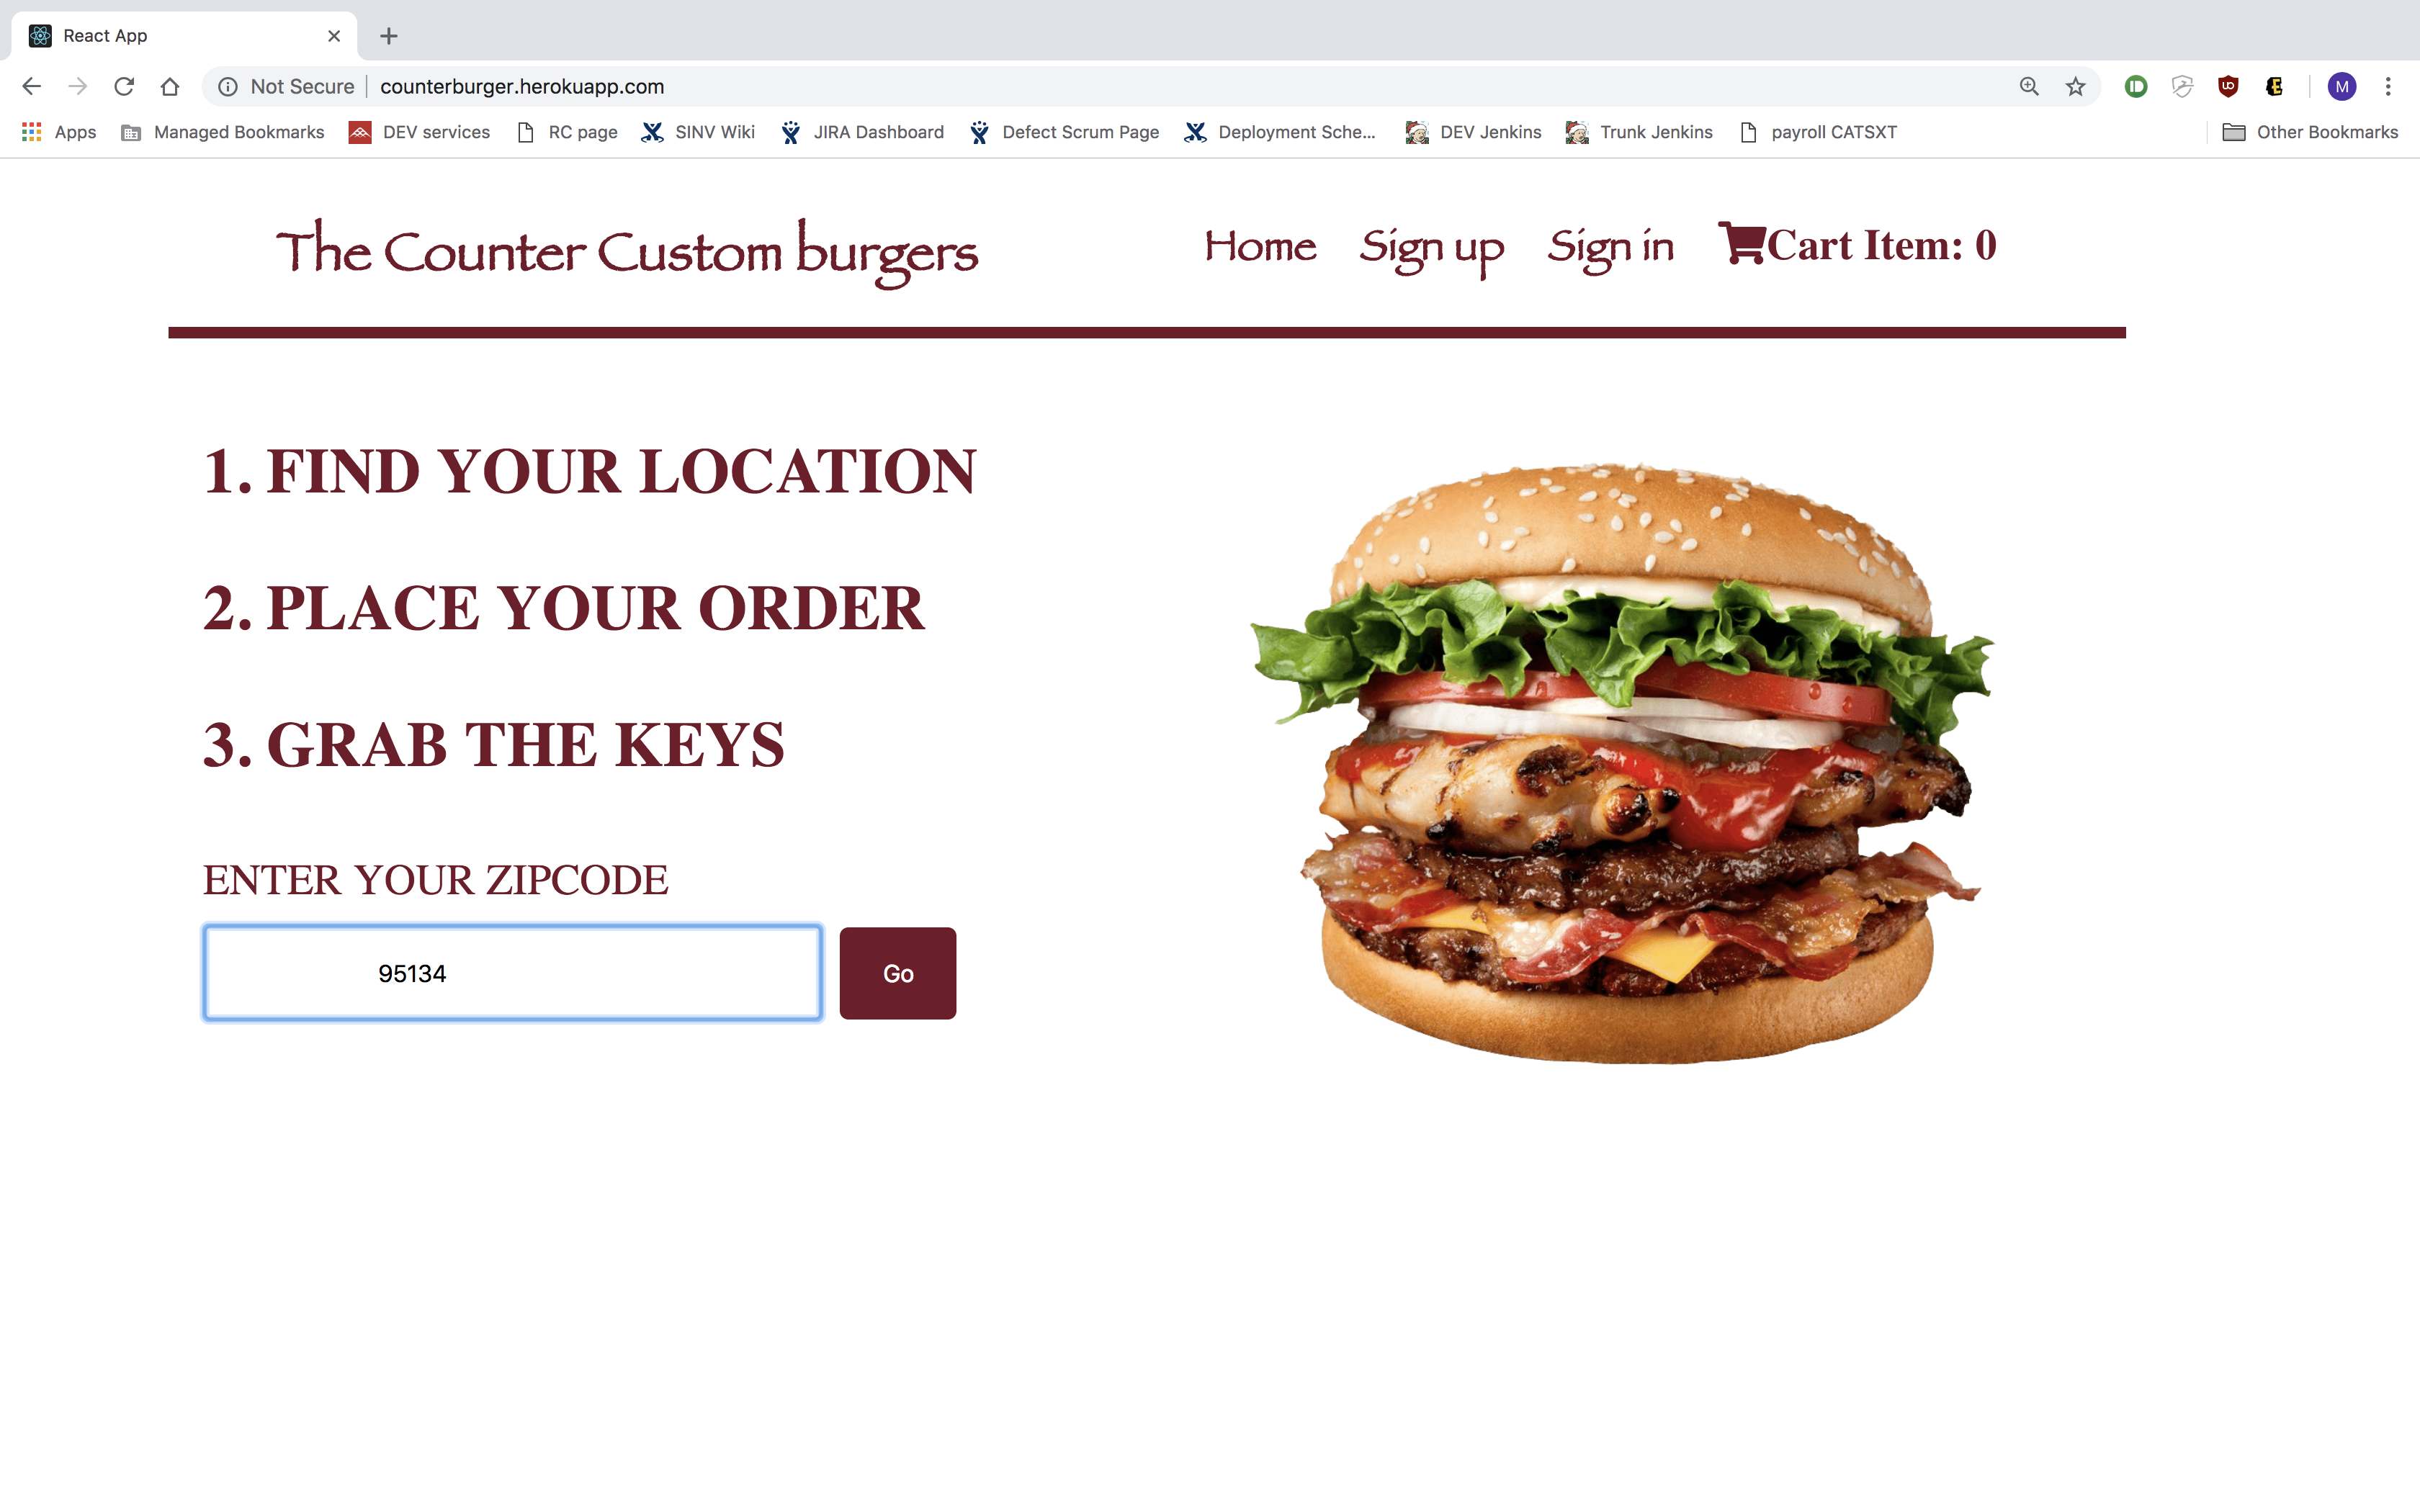 React App
Not Secure | counterburger.herokuapp.com
M
Apps Managed Bookmarks DEV services RC page SINV Wiki JIRA Dashboard Defect Scrum Page Deployment Sche... DEV Jenkins Trunk Jenkins payroll CATSXT Other Bookmarks
The Counter Custom burgers Home Sign up Sign in Cart Item: 0
1. FIND YOUR LOCATION
2. PLACE YOUR ORDER
3. GRAB THE KEYS
ENTER YOUR ZIPCODE
95134 Go